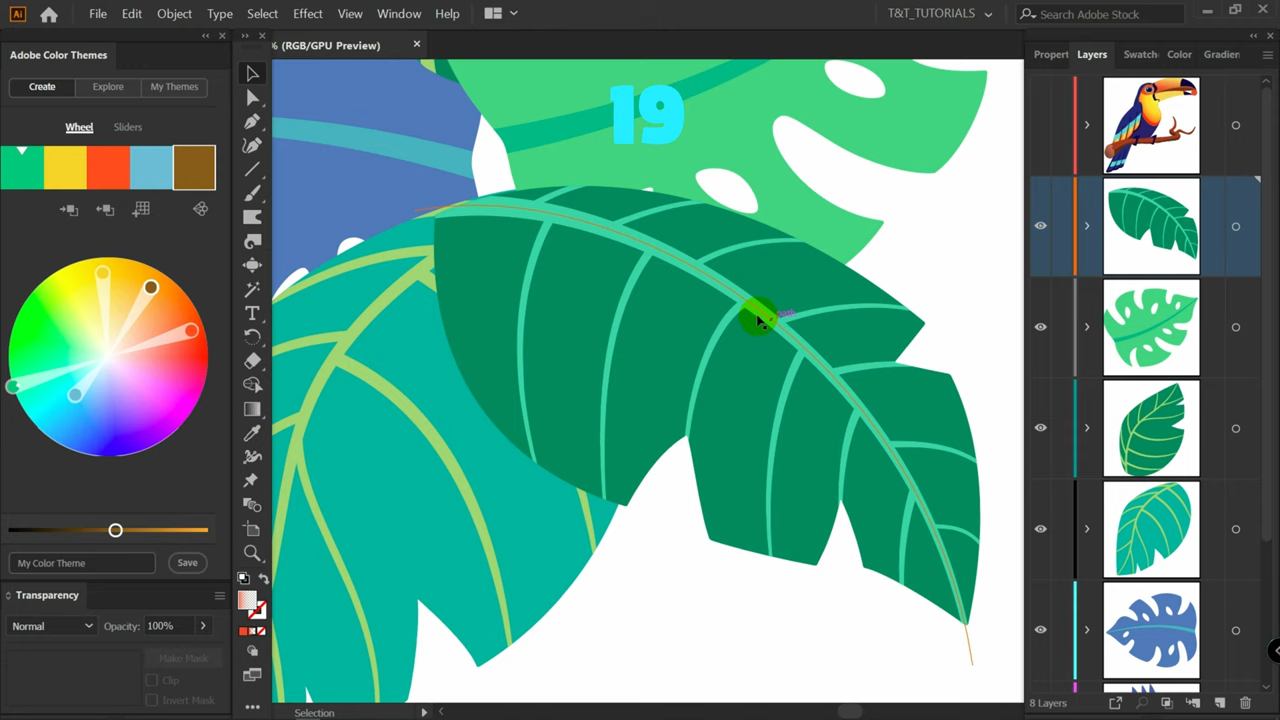 Ai
File Edit Object Type Select Effect View Window Help
T&T_TUTORIALS
Search Adobe Stock
Adobe Color Themes
% (RGB/GPU Preview)
Propert Layers Swatch Color Gradien
Create Explore My Themes
Wheel Sliders
19
My Color Theme Save
Transparency
Normal Opacity: 100%
Make Mask
Clip
Invert Mask
Selection
8 Layers